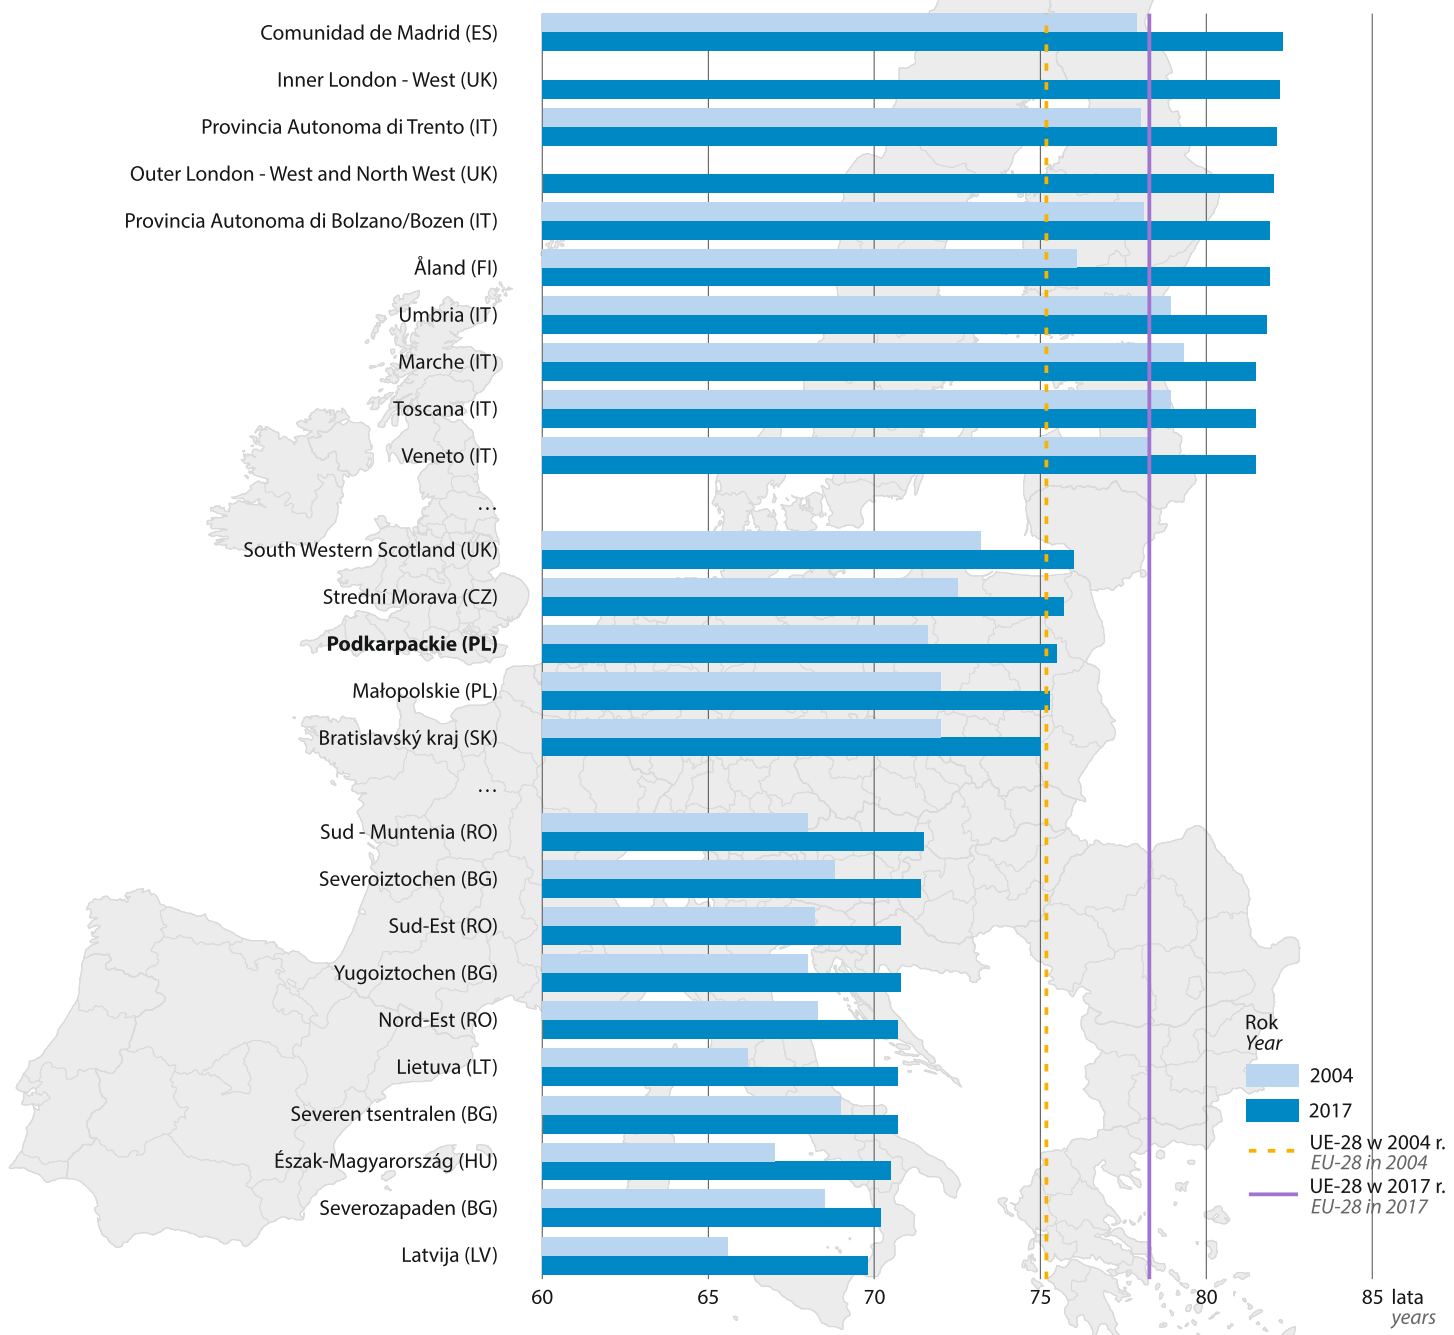 Comunidad de Madrid (ES)
Inner London - West (UK)
Provincia Autonoma di Trento (IT)
Outer London - West and North West (UK)
Provincia Autonoma di Bolzano/Bozen (IT)
Åland (FI)
Umbria (IT)
Marche (IT)
Toscana (IT)
Veneto (IT)
...
South Western Scotland (UK)
Strední Morava (CZ)
Podkarpackie (PL)
Małopolskie (PL)
Bratislavský kraj (SK)
...
Sud - Muntenia (RO)
Severoiztochen (BG)
Sud-Est (RO)
Yugoiztochen (BG)
Nord-Est (RO)
Lietuva (LT)
Severen tsentralen (BG)
Észak-Magyarország (HU)
Severozapaden (BG)
Latvija (LV)
Rok
Year
2004
2017
UE-28 w 2004 r.
EU-28 in 2004
UE-28 w 2017 r.
EU-28 in 2017
60 65 70 75 80 85 lata
years